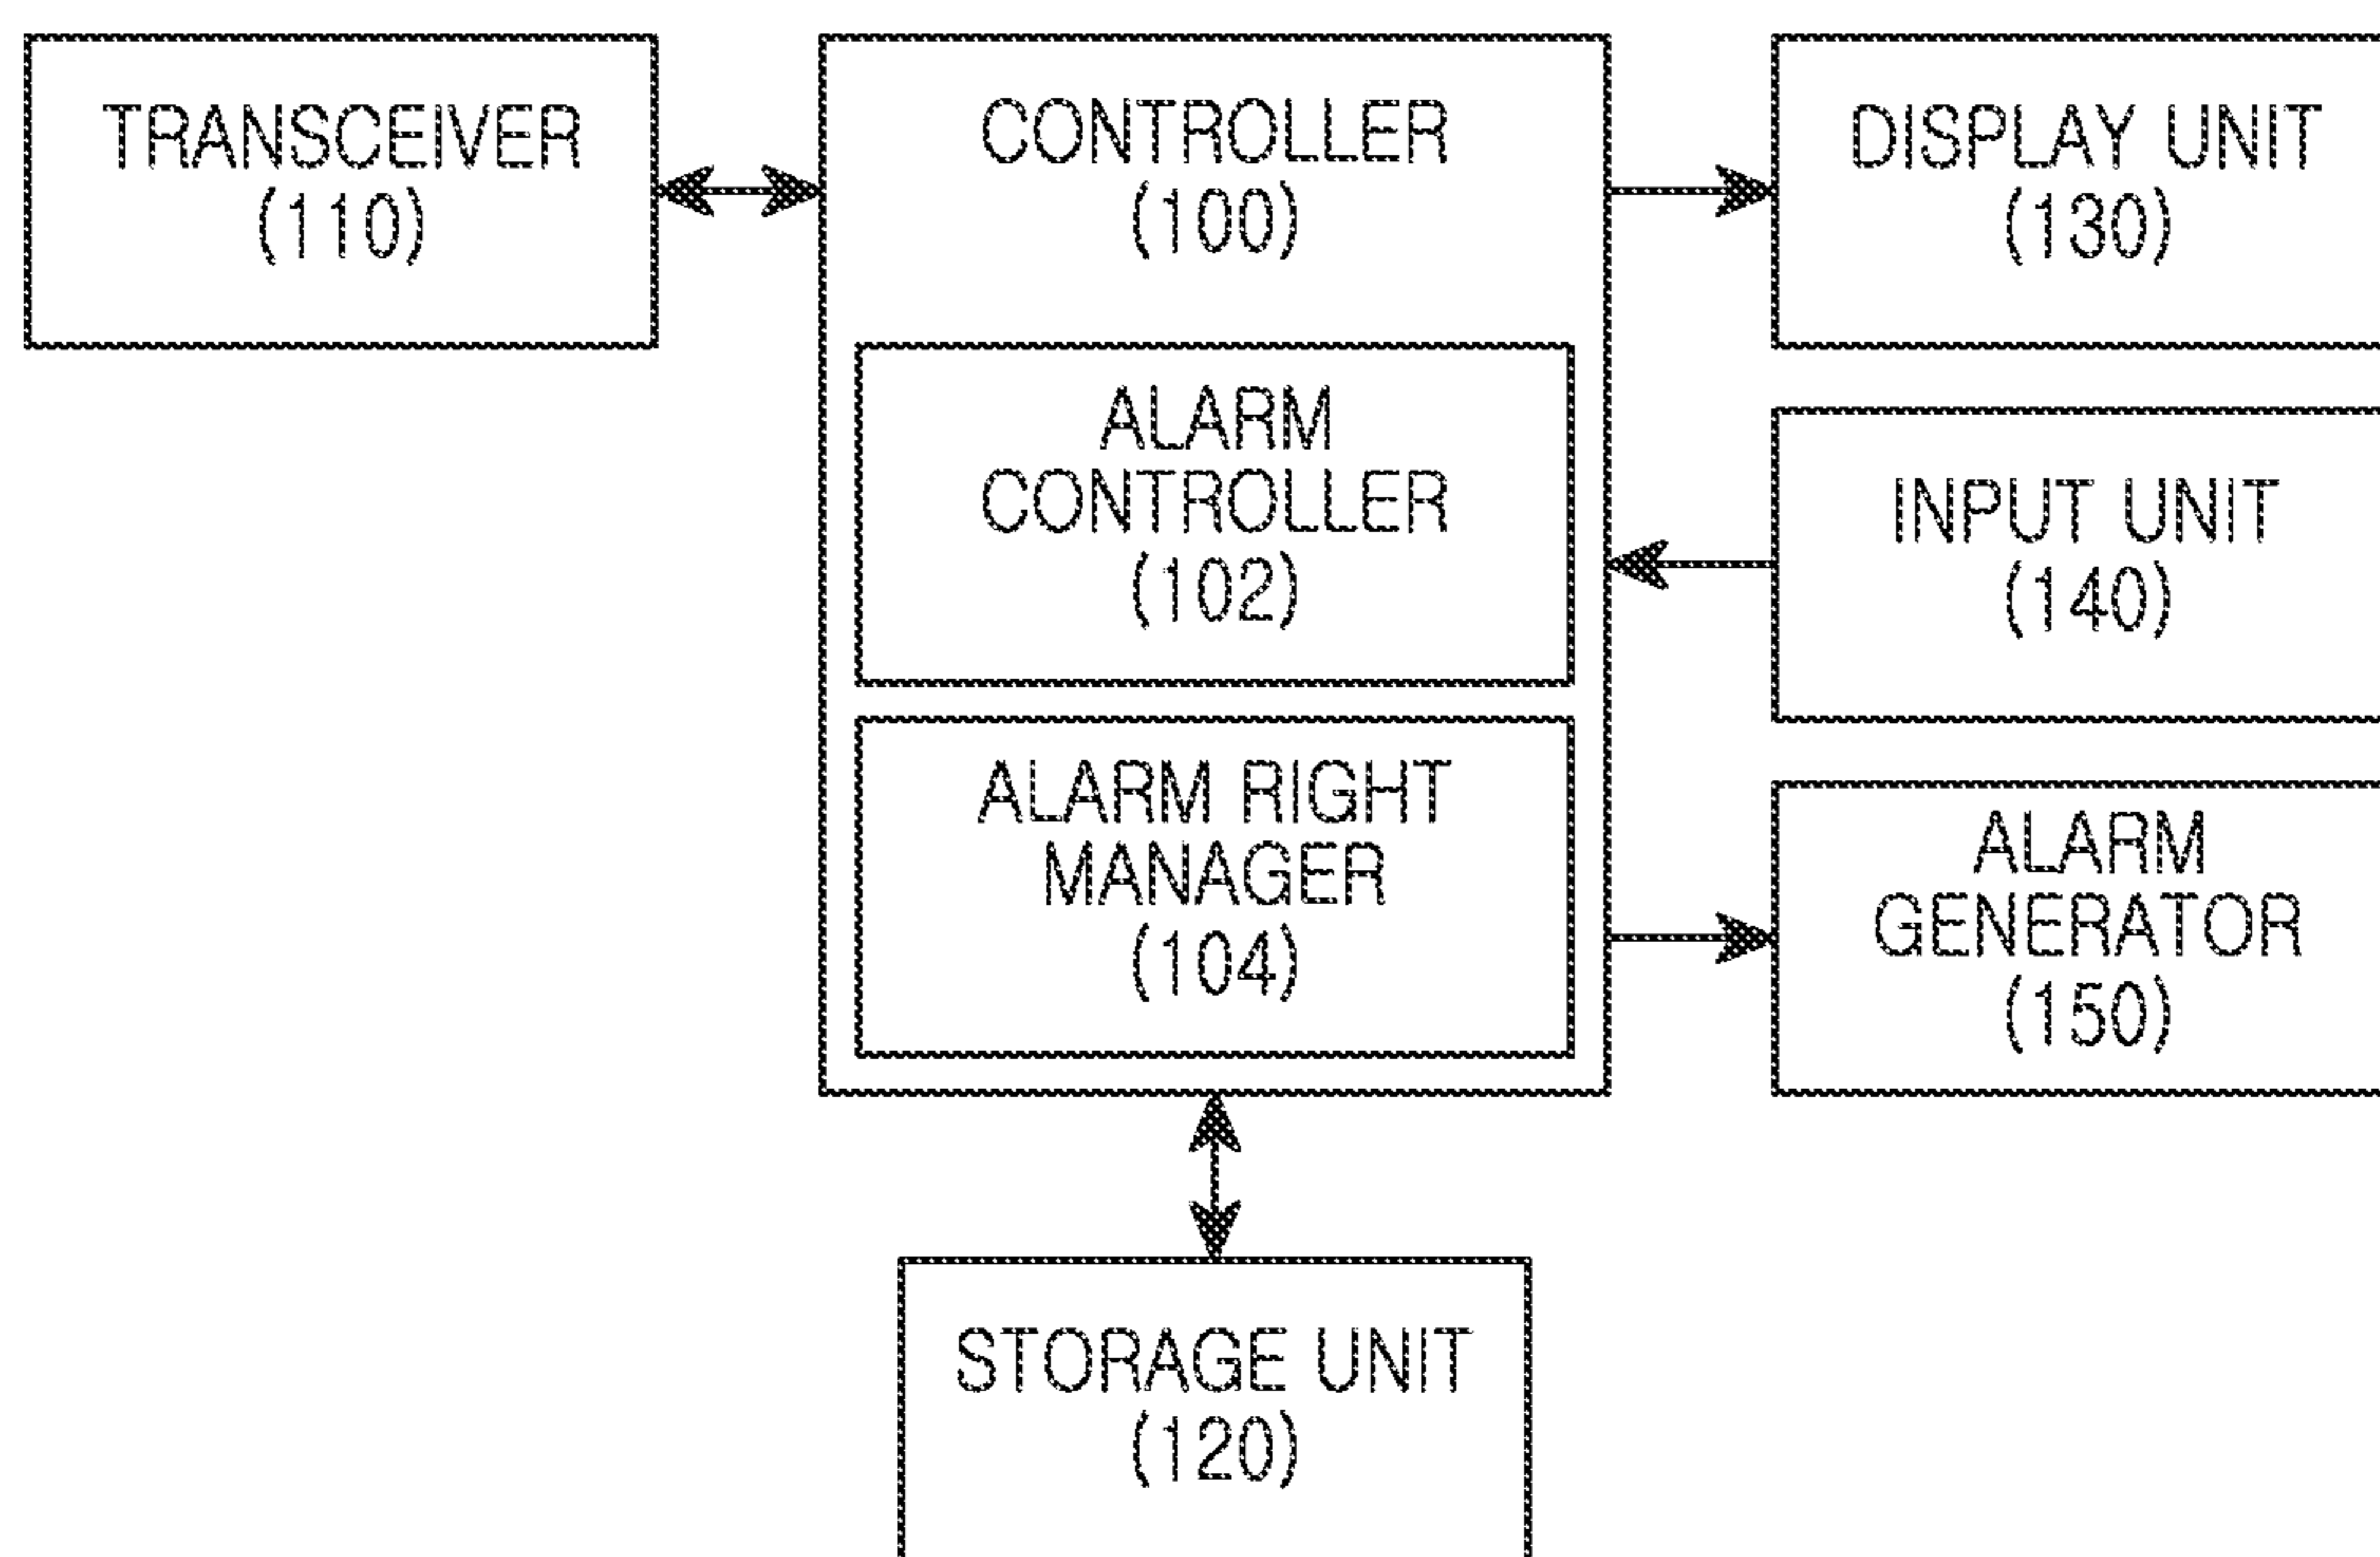 TRANSCEIVER
(110)
CONTROLLER
(100)
ALARM
CONTROLLER
(102)
ALARM RIGHT
MANAGER
(104)
DISPLAY UNIT
(130)
INPUT UNIT
(140)
ALARM
GENERATOR
(150)
STORAGE UNIT
(120)